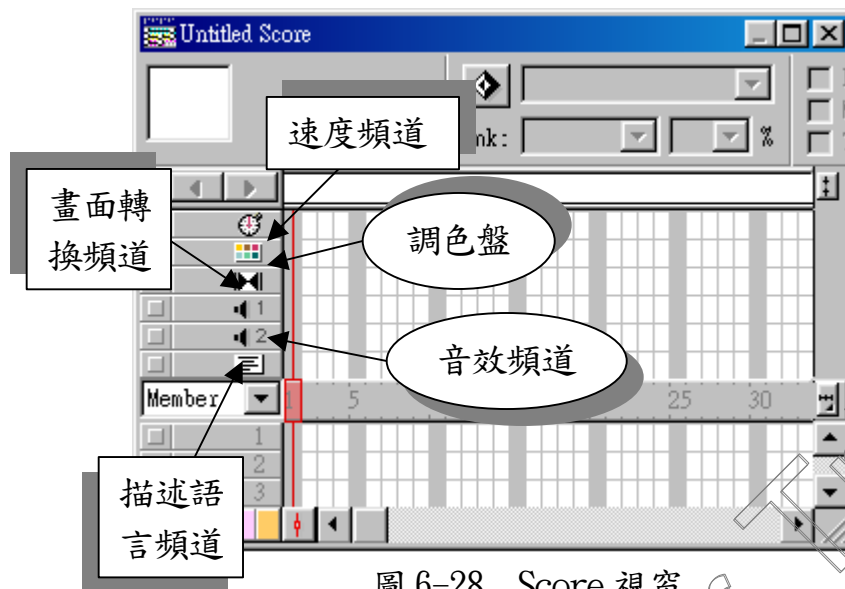 Untitled Score
速度頻道
nk:
%
畫面轉
換頻道
調色盤
1
2
音效頻道
Member
1
5
25
30
1
2
3
描述語
言頻道
圖 6-28 Score 視窗